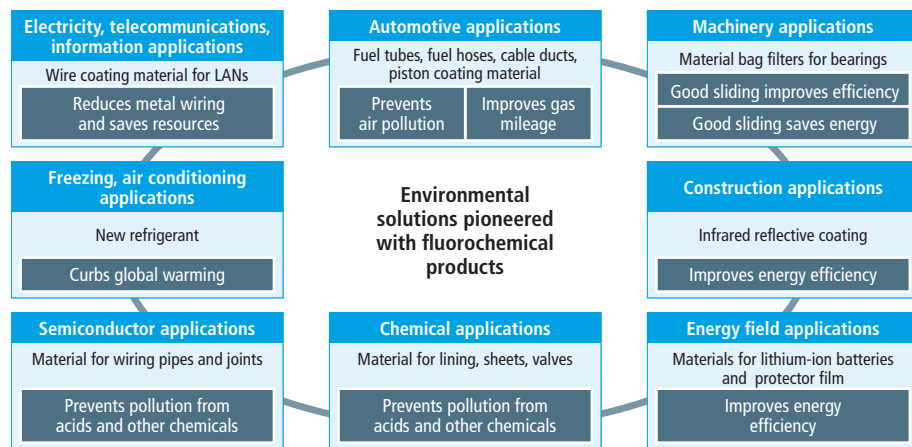 Electricity, telecommunications,
information applications
Wire coating material for LANs
Reduces metal wiring
and saves resources
Automotive applications
Fuel tubes, fuel hoses, cable ducts,
piston coating material
Prevents
air pollution
Improves gas
mileage
Machinery applications
Material bag filters for bearings
Good sliding improves efficiency
Good sliding saves energy
Freezing, air conditioning
applications
New refrigerant
Curbs global warming
Environmental
solutions pioneered
with fluorochemical
products
Construction applications
Infrared reflective coating
Improves energy efficiency
Semiconductor applications
Material for wiring pipes and joints
Prevents pollution from
acids and other chemicals
Chemical applications
Material for lining, sheets, valves
Prevents pollution from
acids and other chemicals
Energy field applications
Materials for lithium-ion batteries
and protector film
Improves energy
efficiency